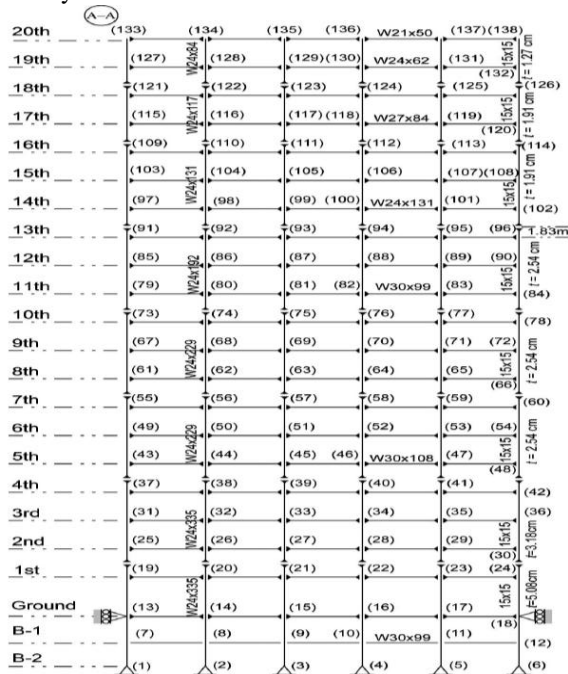 A–A
(133) (134) (135) (136) (137)(138)
20th W21x50
19th (127) W24x84 (128) (129)(130) W24x62 (131) 15x15 t = 1.27 cm
(132)
18th (121) (122) (123) (124) (125) (126)
17th (115) W24x117 (116) (117)(118) W27x84 (119) 15x15 t = 1.91 cm
(120)
16th (109) (110) (111) (112) (113) (114)
15th (103) W24x131 (104) (105) (106) (107)(108) 15x15 t = 1.91 cm
14th (97) (98) (99) (100) W24x131 (101) (102)
13th (91) (92) (93) (94) (95) (96) 1.83m
12th (85) W24x192 (86) (87) (88) (89) (90) 15x15 t = 2.54 cm
11th (79) (80) (81) (82) W30x99 (83) (84)
10th (73) (74) (75) (76) (77) (78)
9th (67) W24x229 (68) (69) (70) (71) (72) 15x15 t = 2.54 cm
8th (61) (62) (63) (64) (65) (66)
7th (55) (56) (57) (58) (59) (60)
6th (49) W24x229 (50) (51) (52) (53) (54) 15x15 t = 2.54 cm
5th (43) (44) (45) (46) W30x108 (47) (48)
4th (37) (38) (39) (40) (41) (42)
3rd (31) W24x335 (32) (33) (34) (35) (36) 15x15 t=3.18cm
2nd (25) (26) (27) (28) (29) (30)
1st (19) W24x335 (20) (21) (22) (23) (24) 15x15 t=5.08cm
Ground (13) (14) (15) (16) (17) (18)
B-1 (7) (8) (9) (10) W30x99 (11) (12)
B-2 (1) (2) (3) (4) (5) (6)